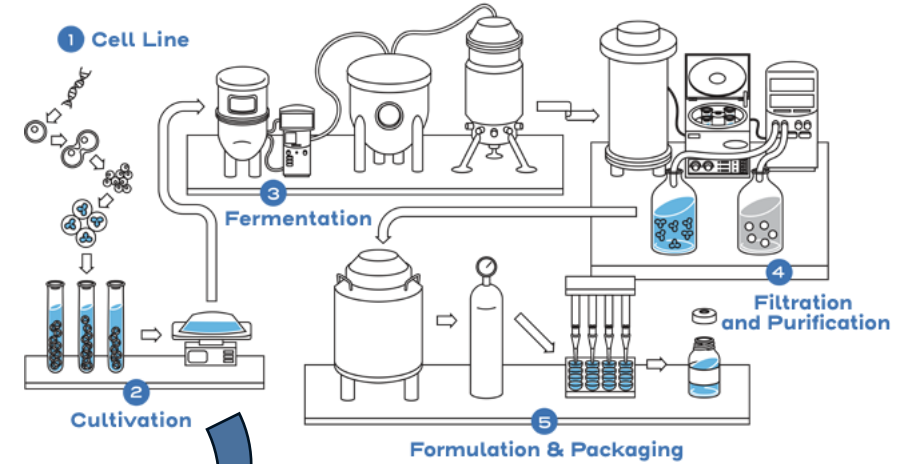 1 Cell Line
3
Fermentation
4
Filtration
and Purification
2
Cultivation
5
Formulation & Packaging